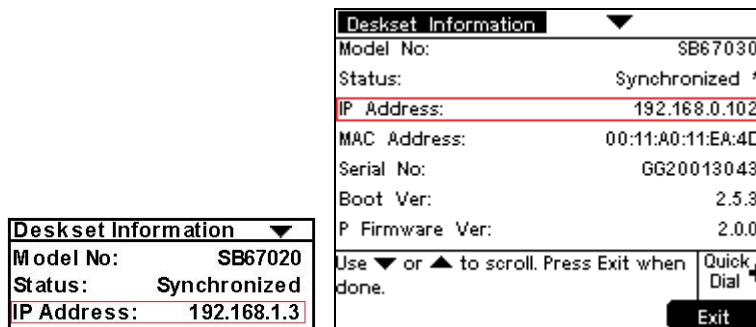 Deskset Information
Model No: SB67020
Status: Synchronized
IP Address: 192.168.1.3
Deskset Information
Model No: SB67030
Status: Synchronized
IP Address: 192.168.0.102
MAC Address: 00:11:A0:11:EA:4D
Serial No: GG20013043
Boot Ver: 2.5.3
P Firmware Ver: 2.0.0
Use ▼ or ▲ to scroll. Press Exit when done.
Quick Dial
Exit